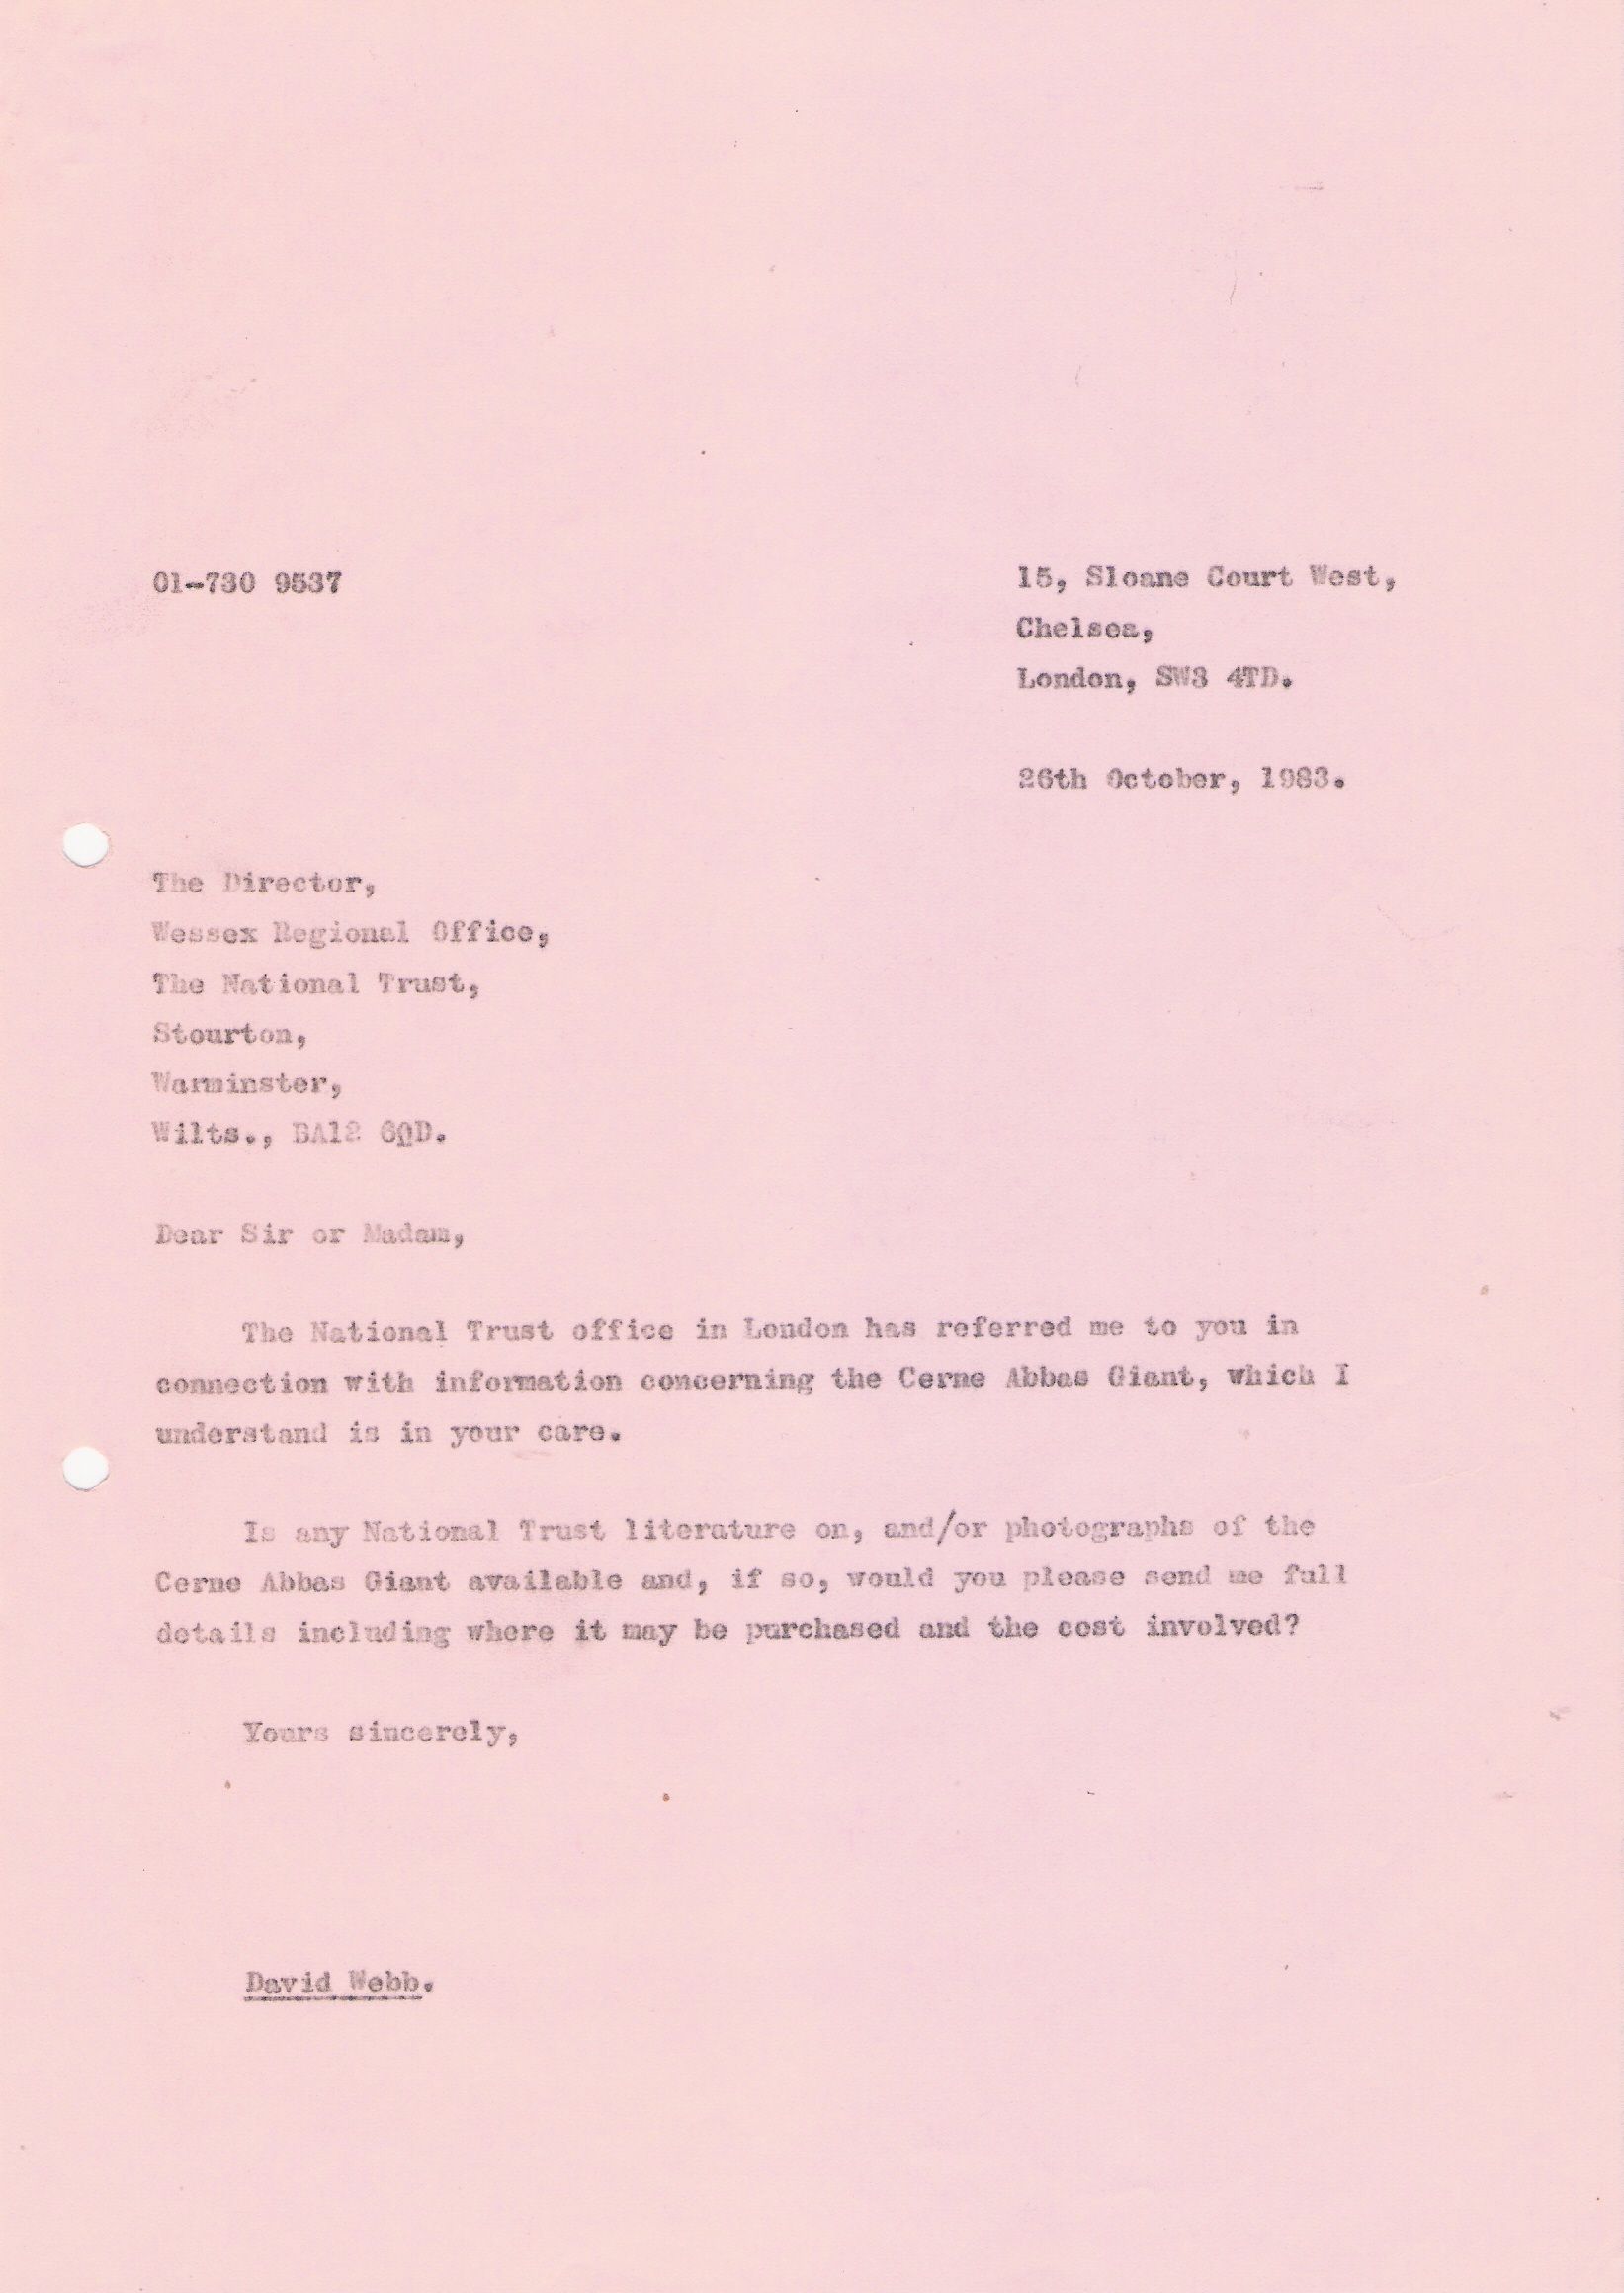 01-730 9537
15, Sloane Court West,
Chelsea,
London, SW3 4TD.
26th October, 1983.
The Director,
Wessex Regional Office,
The National Trust,
Stourton,
Warminster,
Wilts., BA12 6QD.
Dear Sir or Madam,
The National Trust office in London has referred me to you in
connection with information concerning the Cerne Abbas Giant, which I
understand is in your care.
Is any National Trust literature on, and/or photographs of the
Cerne Abbas Giant available and, if so, would you please send me full
details including where it may be purchased and the cost involved?
Yours sincerely,
David Webb.